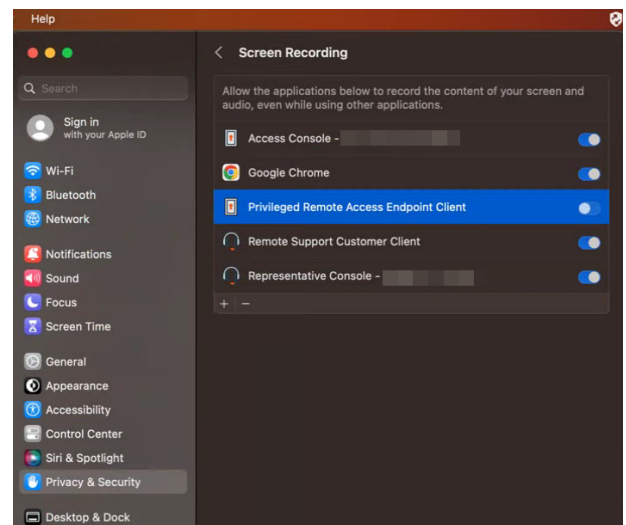 Help
Search
Sign in
with your Apple ID
Wi-Fi
Bluetooth
Network
Notifications
Sound
Focus
Screen Time
General
Appearance
Accessibility
Control Center
Siri & Spotlight
Privacy & Security
Desktop & Dock
Screen Recording
Allow the applications below to record the content of your screen and
audio, even while using other applications.
Access Console -
Google Chrome
Privileged Remote Access Endpoint Client
Remote Support Customer Client
Representative Console -
+ −